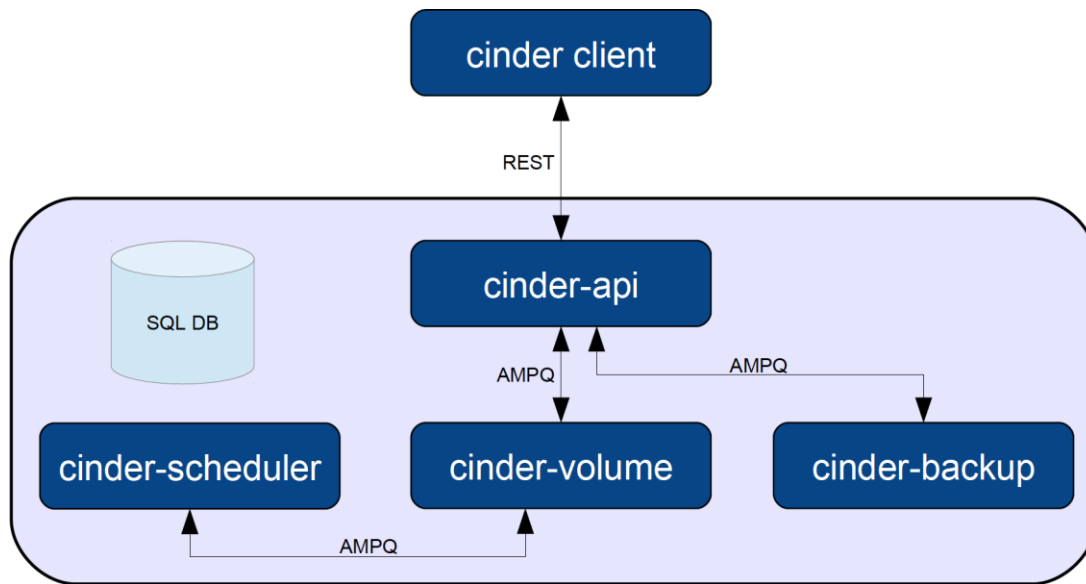 cinder client
REST
cinder-api
SQL DB
AMPQ
AMPQ
cinder-scheduler
cinder-volume
cinder-backup
AMPQ